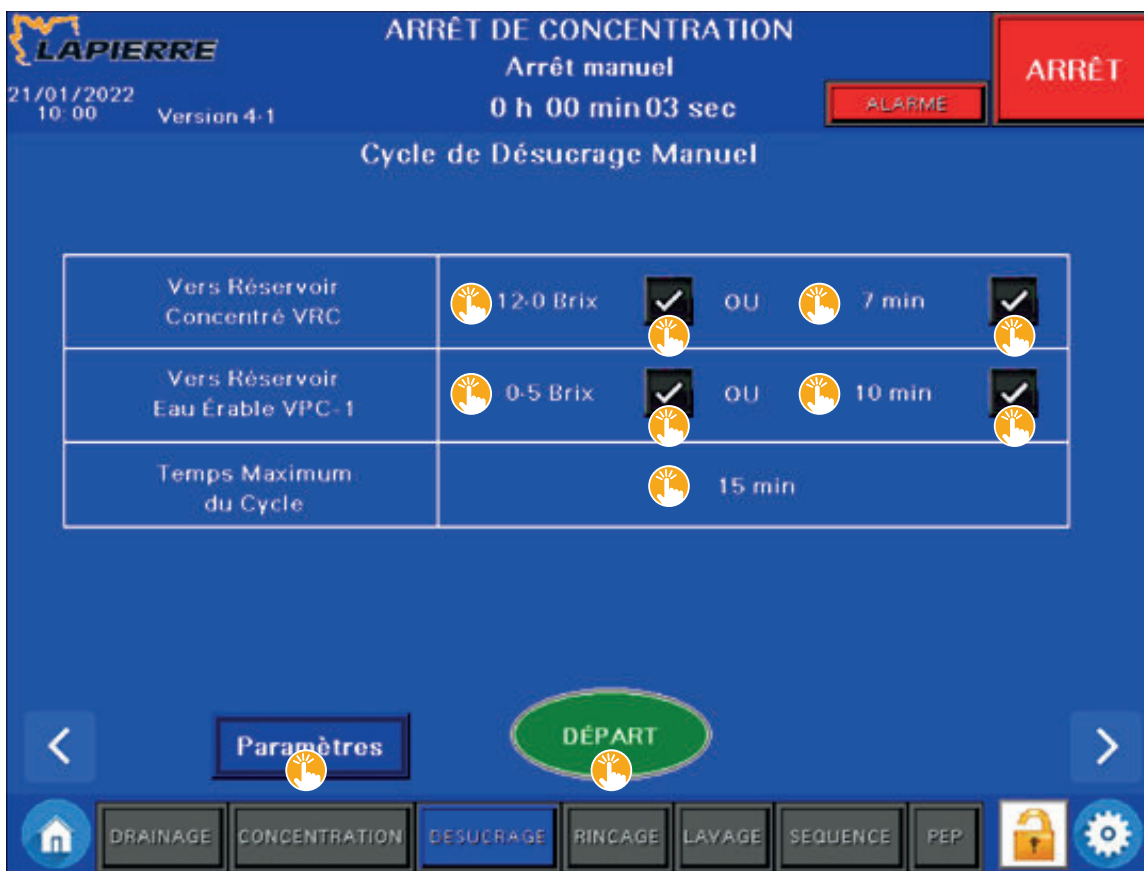 LAPIERRE
ARRÊT DE CONCENTRATION
Arrêt manuel
0 h 00 min 03 sec
21/01/2022
10:00
Version 4-1
ALARME
ARRÊT
Cycle de Désucrage Manuel
Vers Réservoir
Concentré VRC
12-0 Brix
OU
7 min
Vers Réservoir
Eau Érable VPC-1
0-5 Brix
OU
10 min
Temps Maximum
du Cycle
15 min
Paramètres
DÉPART
DRAINAGE
CONCENTRATION
DESUCRAGE
RINCAGE
LAVAGE
SEQUENCE
PEP